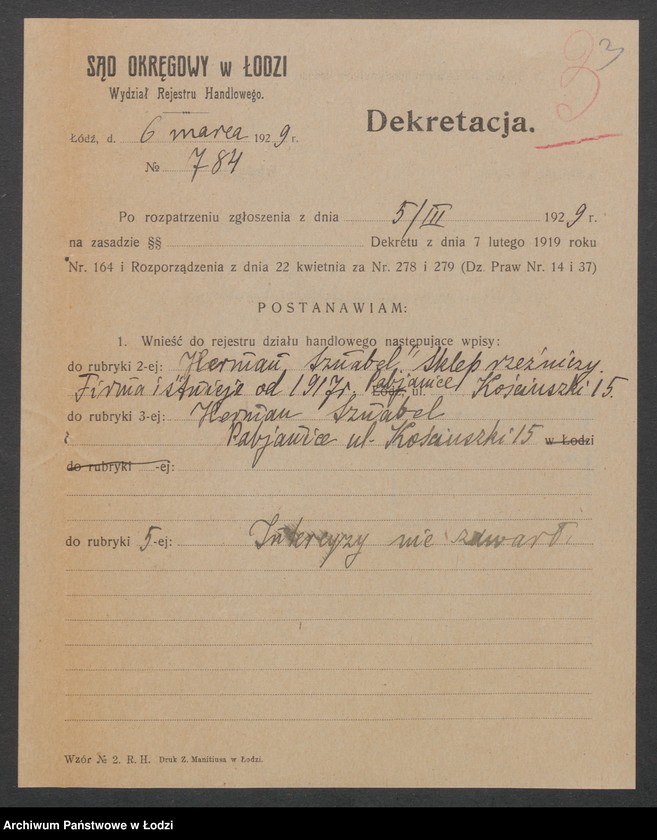 3 3
SĄD OKRĘGOWY w ŁODZI
Wydział Rejestru Handlowego.
Dekretacja.
Łódź, d. 6 marca 1929 r.
№ 784
Po rozpatrzeniu zgłoszenia z dnia 5/III 1929 r.
na zasadzie §§ Dekretu z dnia 7 lutego 1919 roku
Nr. 164 i Rozporządzenia z dnia 22 kwietnia za Nr. 278 i 279 (Dz. Praw Nr. 14 i 37)
POSTANAWIAM:
1. Wnieść do rejestru działu handlowego następujące wpisy:
do rubryki 2-ej: „Herman Sznabel" Sklep rzeźniczy.
Firma istnieje od 1917 r. Pabjanice Łódź, ul. Kościuszki 15.
do rubryki 3-ej: Herman Sznabel
Pabjanice ul. Kościuszki 15 w Łodzi
do rubryki -ej:
do rubryki 5-ej: Intercyzy nie zawarł.
Wzór № 2. R. H. Druk Z. Manitiusa w Łodzi.
Archiwum Państwowe w Łodzi